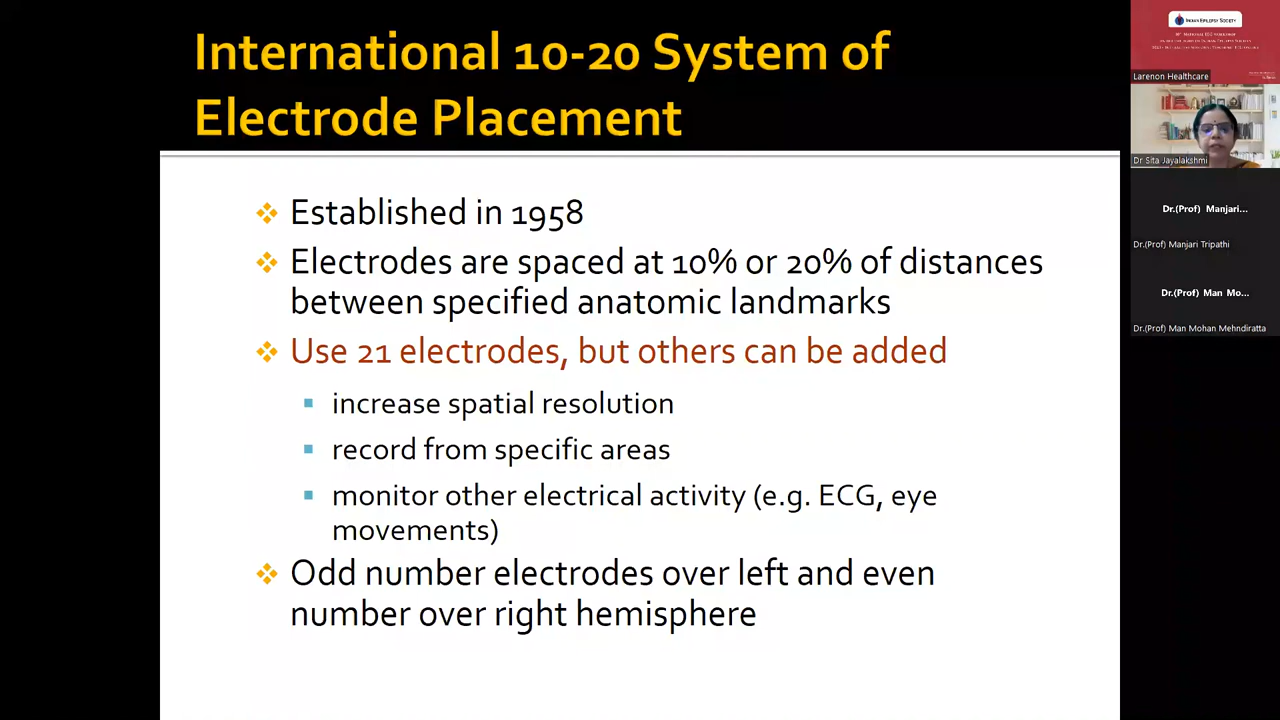 International 10-20 System of
Electrode Placement
Established in 1958
Electrodes are spaced at 10% or 20% of distances
between specified anatomic landmarks
Use 21 electrodes, but others can be added
increase spatial resolution
record from specific areas
monitor other electrical activity (e.g. ECG, eye
movements)
Odd number electrodes over left and even
number over right hemisphere
INDIAN EPILEPSY SOCIETY
Larenon Healthcare
Dr Sita Jayalakshmi
Dr.(Prof) Manjari...
Dr.(Prof) Manjari Tripathi
Dr.(Prof) Man Mo...
Dr.(Prof) Man Mohan Mehndiratta